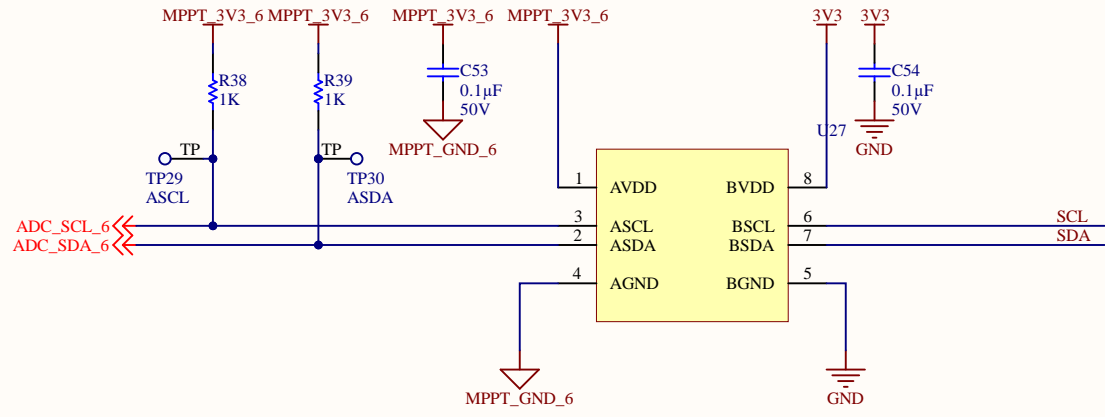 MPPT_3V3_6 MPPT_3V3_6 MPPT_3V3_6 MPPT_3V3_6 3V3 3V3
R38
1K
R39
1K
C53
0.1µF
50V
MPPT_GND_6
C54
0.1µF
50V
GND
U27
TP
TP29
ASCL
TP
TP30
ASDA
1 AVDD BVDD 8
ADC_SCL_6 3 ASCL BSCL 6 SCL
ADC_SDA_6 2 ASDA BSDA 7 SDA
4 AGND BGND 5
MPPT_GND_6 GND